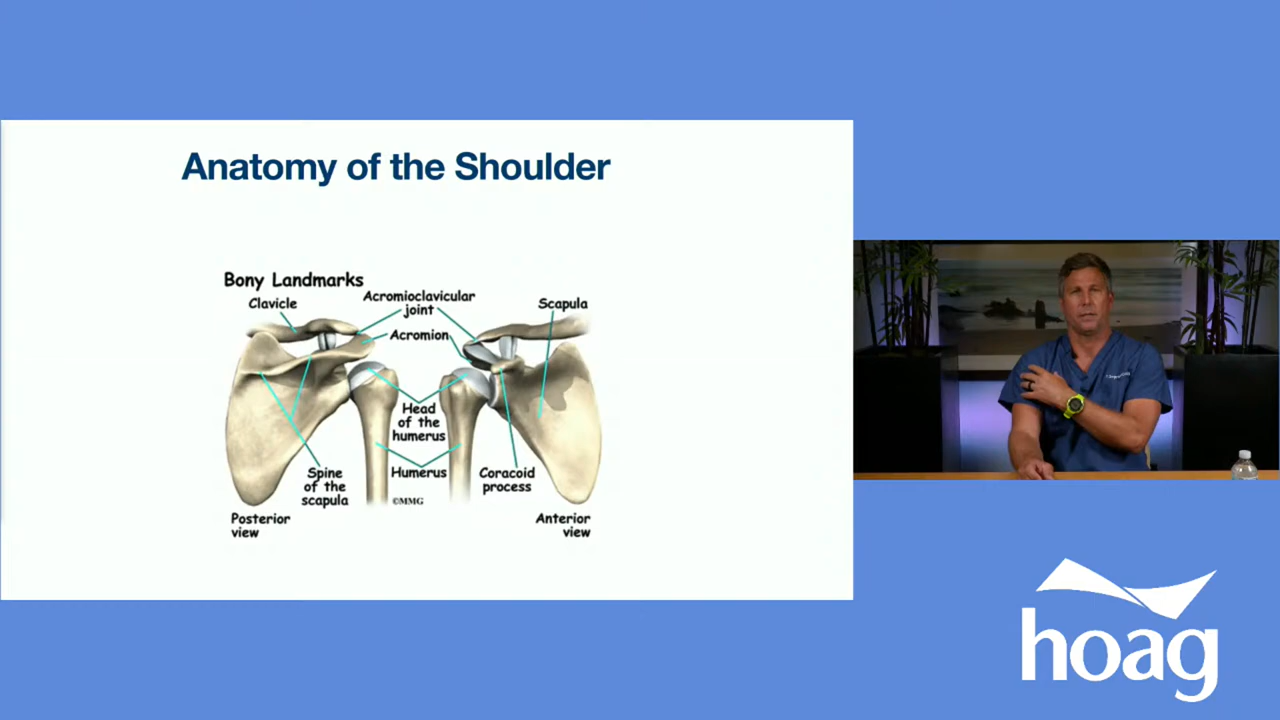 Anatomy of the Shoulder
Bony Landmarks
Clavicle
Acromioclavicular
joint
Scapula
Acromion
Head
of the
humerus
Spine
of the
scapula
Humerus
Coracoid
process
©MMG
Posterior
view
Anterior
view
hoag